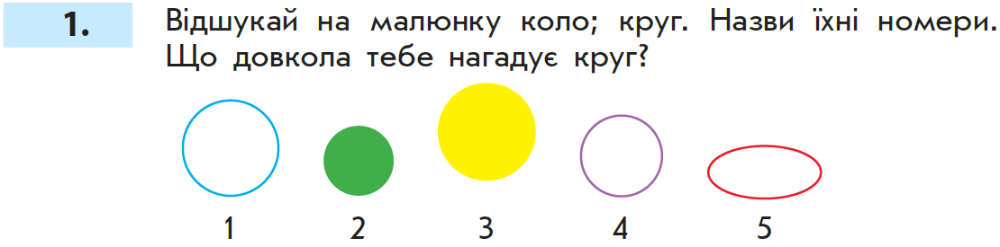 1. Відшукай на малюнку коло; круг. Назви їхні номери.
Що довкола тебе нагадує круг?
1 2 3 4 5